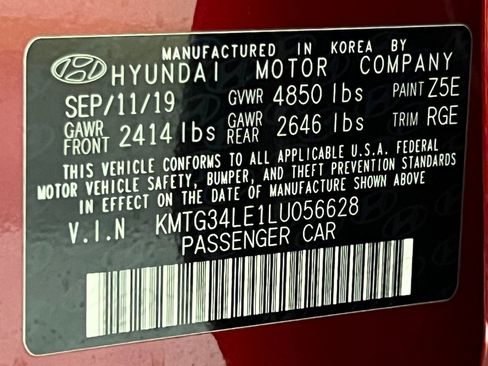 MANUFACTURED IN KOREA BY
HYUNDAI MOTOR COMPANY
SEP/11/19 GVWR 4850 lbs PAINT Z5E
GAWR FRONT 2414 lbs GAWR REAR 2646 lbs TRIM RGE
THIS VEHICLE CONFORMS TO ALL APPLICABLE U.S.A. FEDERAL
MOTOR VEHICLE SAFETY, BUMPER, AND THEFT PREVENTION STANDARDS
IN EFFECT ON THE DATE OF MANUFACTURE SHOWN ABOVE
V.I.N KMTG34LE1LU056628
PASSENGER CAR